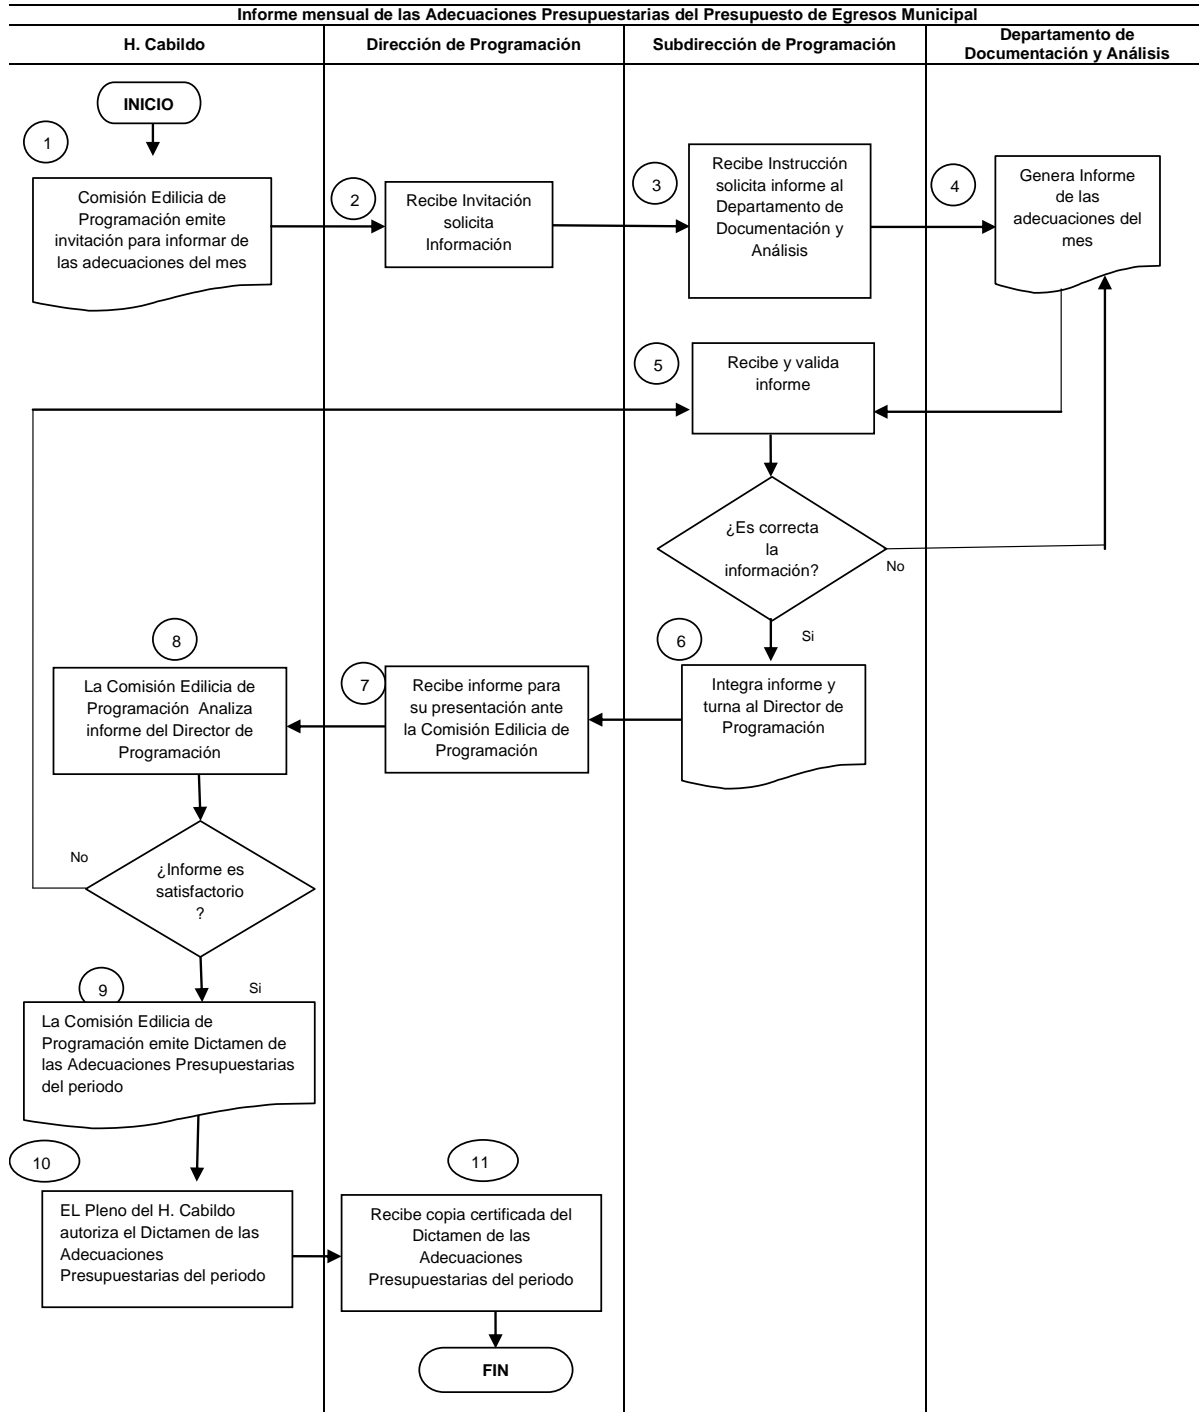 Informe mensual de las Adecuaciones Presupuestarias del Presupuesto de Egresos Municipal
H. Cabildo
Dirección de Programación
Subdirección de Programación
Departamento de
Documentación y Análisis
INICIO
1
Comisión Edilicia de
Programación emite
invitación para informar de
las adecuaciones del mes
2
Recibe Invitación
solicita
Información
3
Recibe Instrucción
solicita informe al
Departamento de
Documentación y
Análisis
4
Genera Informe
de las
adecuaciones del
mes
5
Recibe y valida
informe
¿Es correcta
la
información?
No
Si
6
Integra informe y
turna al Director de
Programación
7
Recibe informe para
su presentación ante
la Comisión Edilicia de
Programación
8
La Comisión Edilicia de
Programación Analiza
informe del Director de
Programación
No
¿Informe es
satisfactorio
?
Si
9
La Comisión Edilicia de
Programación emite Dictamen de
las Adecuaciones Presupuestarias
del periodo
10
EL Pleno del H. Cabildo
autoriza el Dictamen de las
Adecuaciones
Presupuestarias del periodo
11
Recibe copia certificada del
Dictamen de las
Adecuaciones
Presupuestarias del periodo
FIN